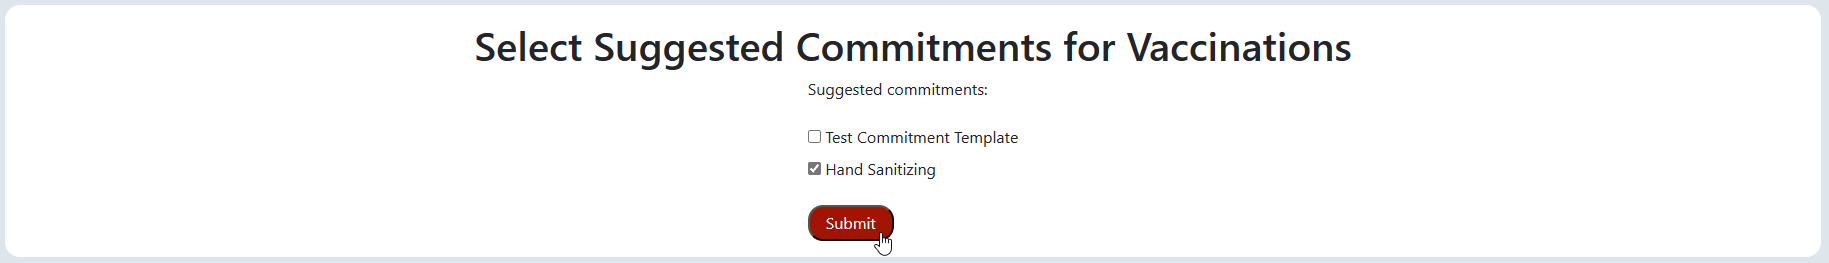 Select Suggested Commitments for Vaccinations
Suggested commitments:
Test Commitment Template
Hand Sanitizing
Submit